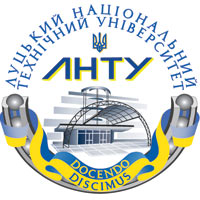 ЛУЦЬКИЙ НАЦІОНАЛЬНИЙ
ТЕХНІЧНИЙ УНІВЕРСИТЕТ
ЛНТУ
DOCENDO
DISCIMUS